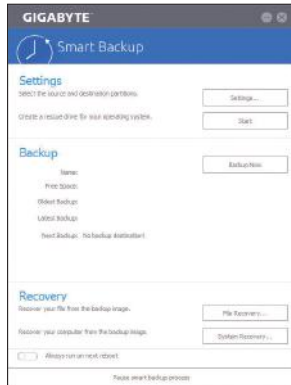 GIGABYTE
Smart Backup
Settings
Select the source and destination partitions.
Settings...
Create a rescue drive for your operating system.
Start
Backup
Backup Now
Name:
Free Space:
Oldest Backup:
Latest Backup:
Next Backup: No backup destination!
Recovery
Recover your file from the backup image.
File Recovery...
Recover your computer from the backup image.
System Recovery...
Always run on next reboot
Pause smart backup process